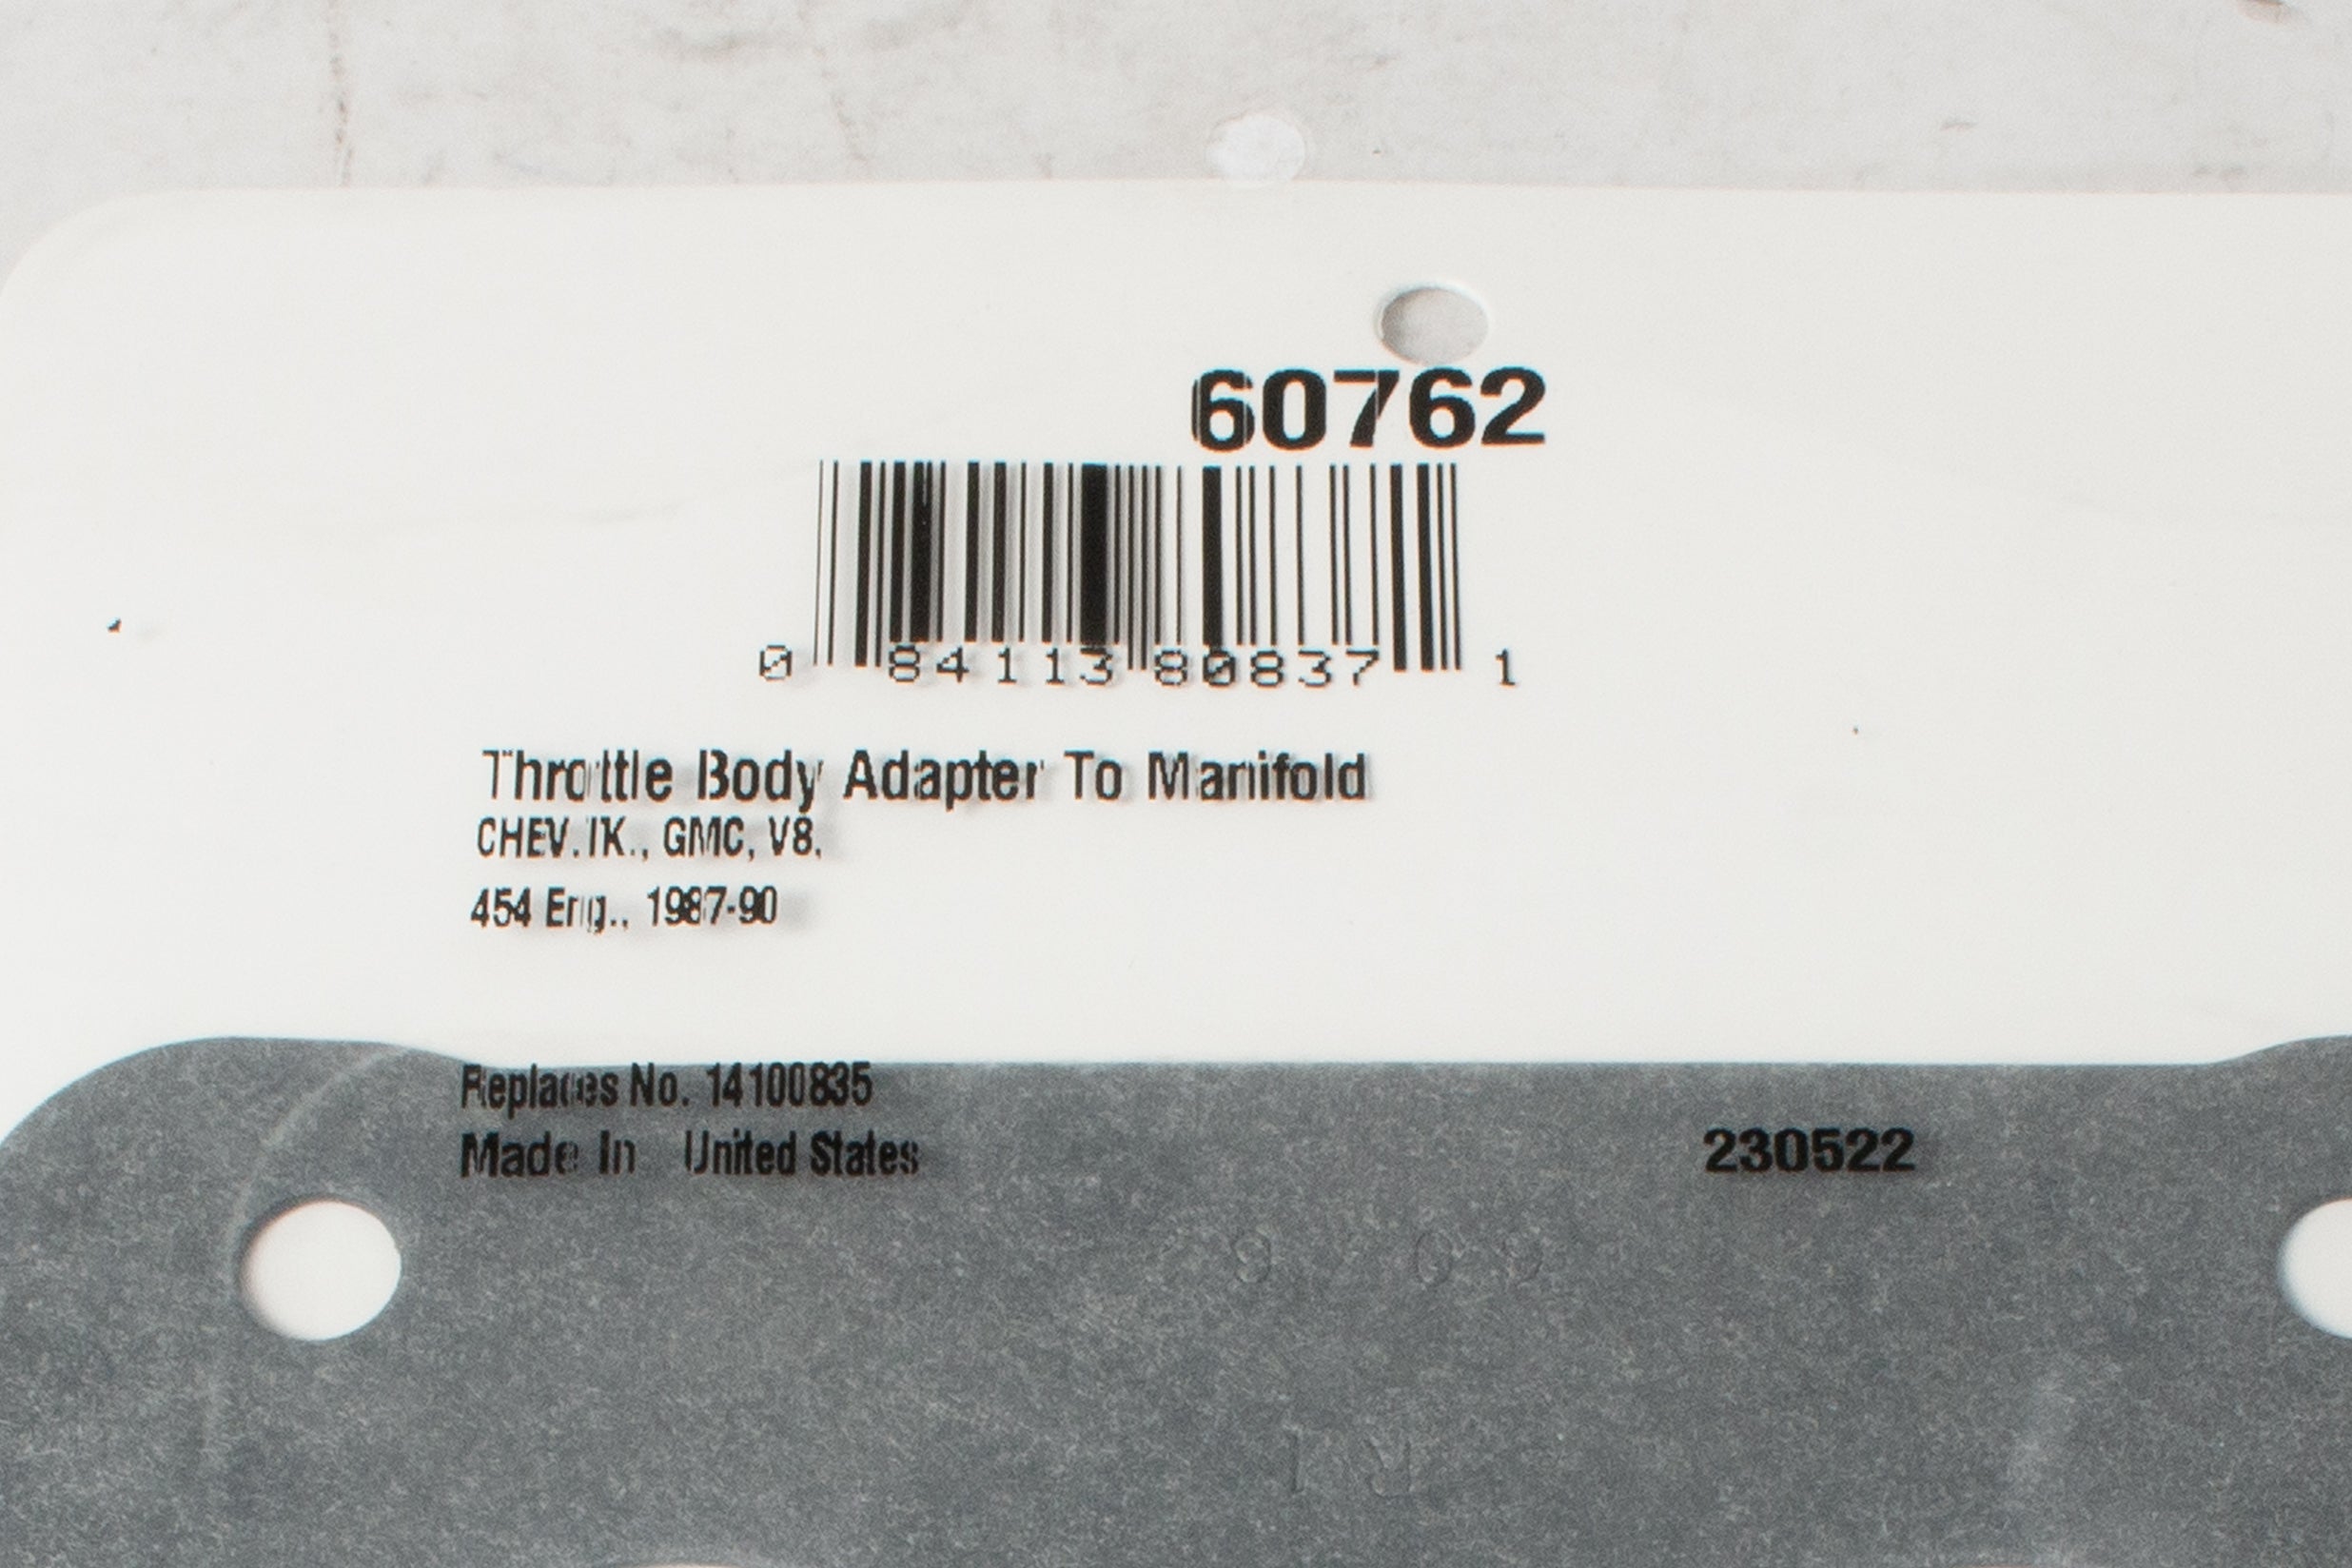 60762
0 84113 80837 1
Throttle Body Adapter To Manifold
CHEV. TK., GMC, V8,
454 Eng., 1987-90
Replaces No. 14100835
Made In United States
230522